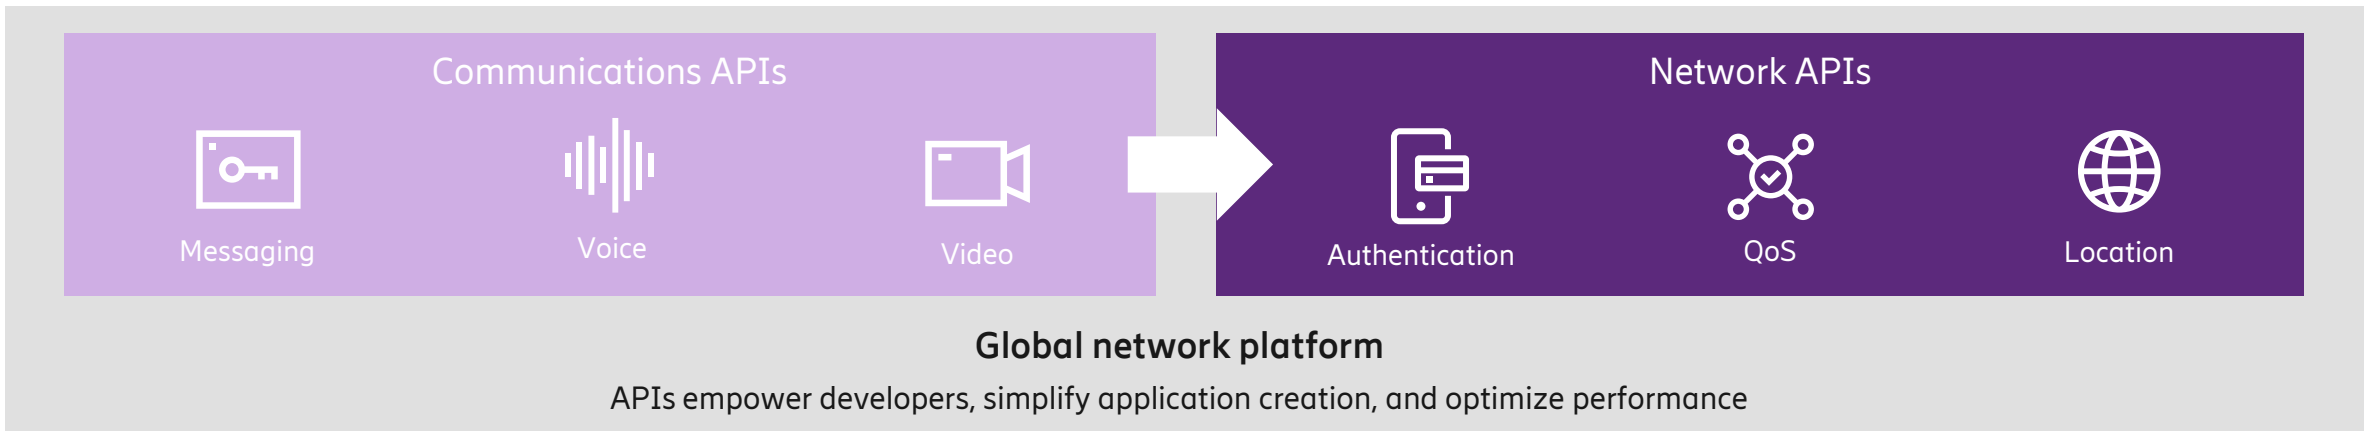 Communications APIs
Messaging
Voice
Video
Network APIs
Authentication
QoS
Location
Global network platform
APIs empower developers, simplify application creation, and optimize performance